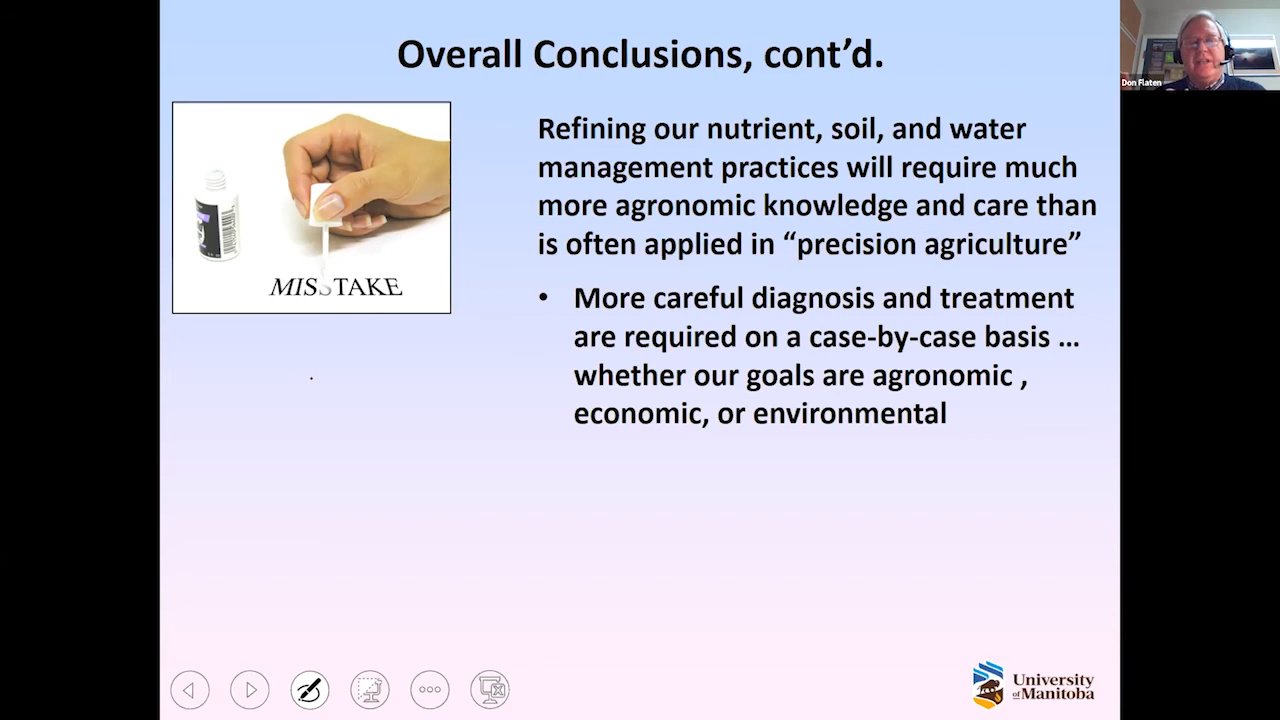 Overall Conclusions, cont’d.
Don Flaten
Refining our nutrient, soil, and water
management practices will require much
more agronomic knowledge and care than
is often applied in “precision agriculture”
• More careful diagnosis and treatment
are required on a case-by-case basis …
whether our goals are agronomic ,
economic, or environmental
MISSTAKE
University
of Manitoba